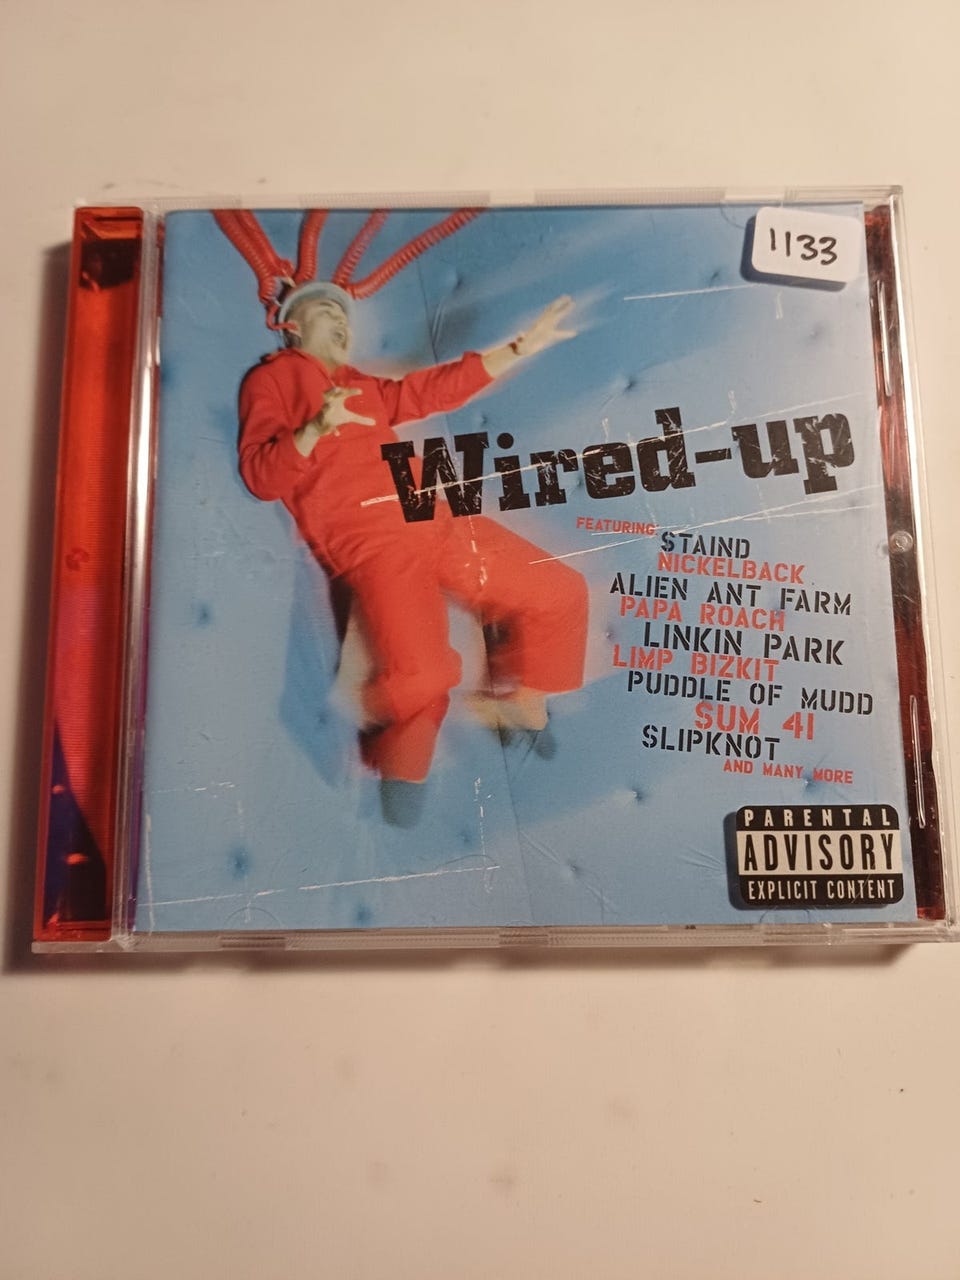 1133
Wired-up
FEATURING:
STAIND
NICKELBACK
ALIEN ANT FARM
PAPA ROACH
LINKIN PARK
LIMP BIZKIT
PUDDLE OF MUDD
SUM 41
SLIPKNOT
AND MANY MORE
PARENTAL
ADVISORY
EXPLICIT CONTENT